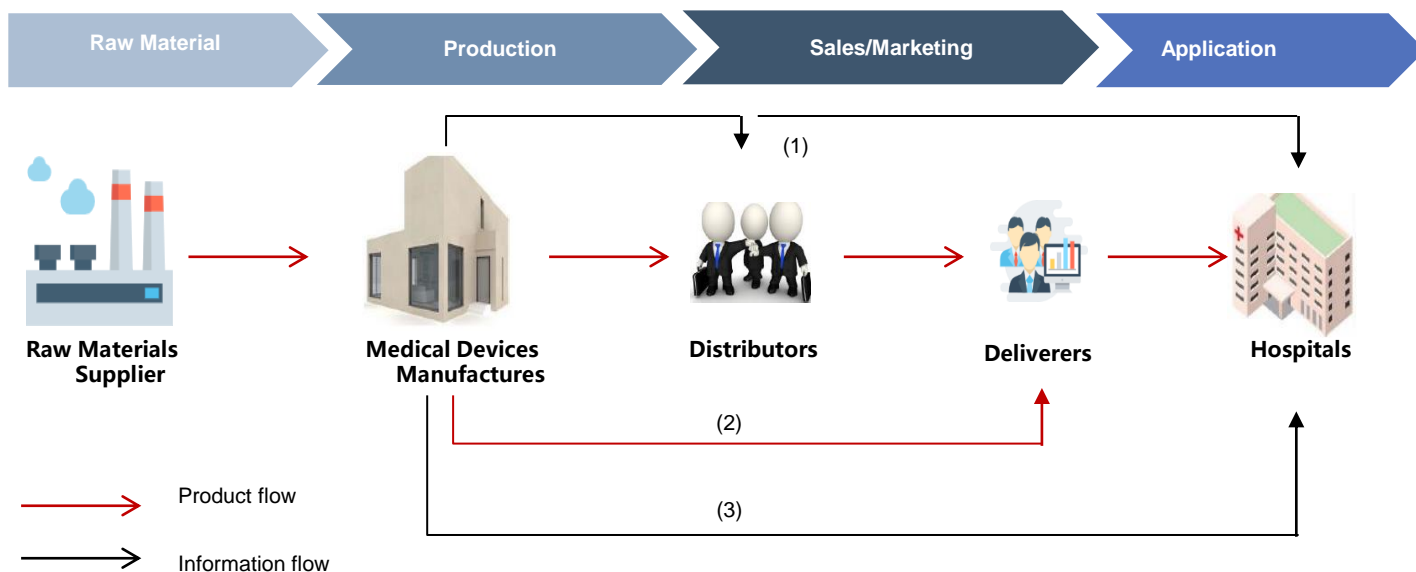 Raw Material
Production
Sales/Marketing
Application
(1)
Raw Materials
Supplier
Medical Devices
Manufactures
Distributors
Deliverers
Hospitals
(2)
(3)
Product flow
Information flow